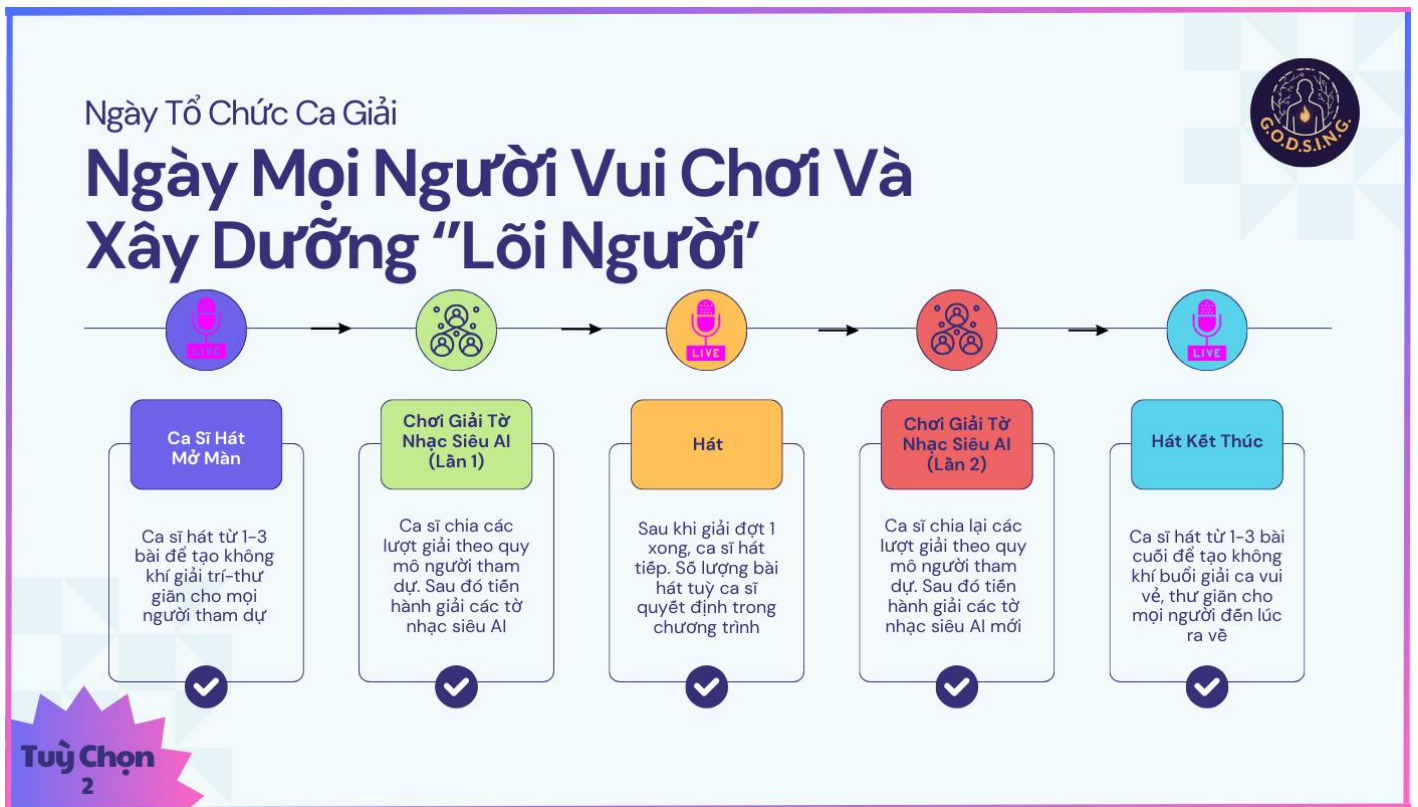 Ngày Tổ Chức Ca Giải
G.O.D.S.I.N.G.
Ngày Mọi Người Vui Chơi Và
Xây Dưỡng “Lõi Người’
LIVE
LIVE
LIVE
Ca Sĩ Hát
Mở Màn
Ca sĩ hát từ 1-3
bài để tạo không
khí giải trí-thư
giãn cho mọi
người tham dự
Chơi Giải Tờ
Nhạc Siêu AI
(Lần 1)
Ca sĩ chia các
lượt giải theo quy
mô người tham
dự. Sau đó tiến
hành giải các tờ
nhạc siêu AI
Hát
Sau khi giải đợt 1
xong, ca sĩ hát
tiếp. Số lượng bài
hát tuỳ ca sĩ
quyết định trong
chương trình
Chơi Giải Tờ
Nhạc Siêu AI
(Lần 2)
Ca sĩ chia lại các
lượt giải theo quy
mô người tham
dự. Sau đó tiến
hành giải các tờ
nhạc siêu AI mới
Hát Kết Thúc
Ca sĩ hát từ 1-3 bài
cuối để tạo không
khí buổi giải ca vui
vẻ, thư giãn cho
mọi người đến lúc
ra về
Tuỳ Chọn
2